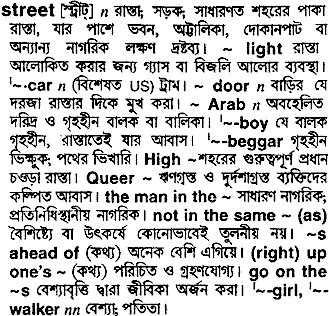 street [স্ট্রীট্] n রাস্তা; সড়ক; সাধারণত শহরের পাকা
রাস্তা, যার পাশে ভবন, অট্টালিকা, দোকানপাট বা
অন্যান্য নাগরিক লক্ষণ দ্রষ্টব্য। ~ light রাস্তা
আলোকিত করার জন্য গ্যাস বা বিজলি আলোর ব্যবস্থা।
ˈ~·car n (বিশেষত US) ট্রাম। ~ door n বাড়ির যে
দরজা রাস্তার দিকে মুখ করা। ~ Arab n অবহেলিত
দরিদ্র ও গৃহহীন বালক বা বালিকা। ˈ~-boy যে বালক
গৃহহীন, রাস্তাতেই যার আবাস। ˈ~-beggar গৃহহীন
ভিক্ষুক; পথের ভিখারি। High ~ শহরের গুরুত্বপূর্ণ প্রধান
চওড়া রাস্তা। Queer ~ ঋণগ্রস্ত ও দুর্দশাগ্রস্ত ব্যক্তিদের
কল্পিত আবাস। the man in the ~ সাধারণ নাগরিক;
প্রতিনিধিস্থানীয় নাগরিক। not in the same ~ (as)
বৈশিষ্ট্যে বা উৎকর্ষে কোনোভাবেই তুলনীয় নয়। ~s
ahead of (কথ্য) অনেক বেশি এগিয়ে। (right) up
one's ~ (কথ্য) পরিচিত ও গ্রহণযোগ্য। go on the
~s বেশ্যাবৃত্তি দ্বারা জীবিকা অর্জন করা। ˈ~-girl, ˈ~-
walker nn বেশ্যা; পতিতা।